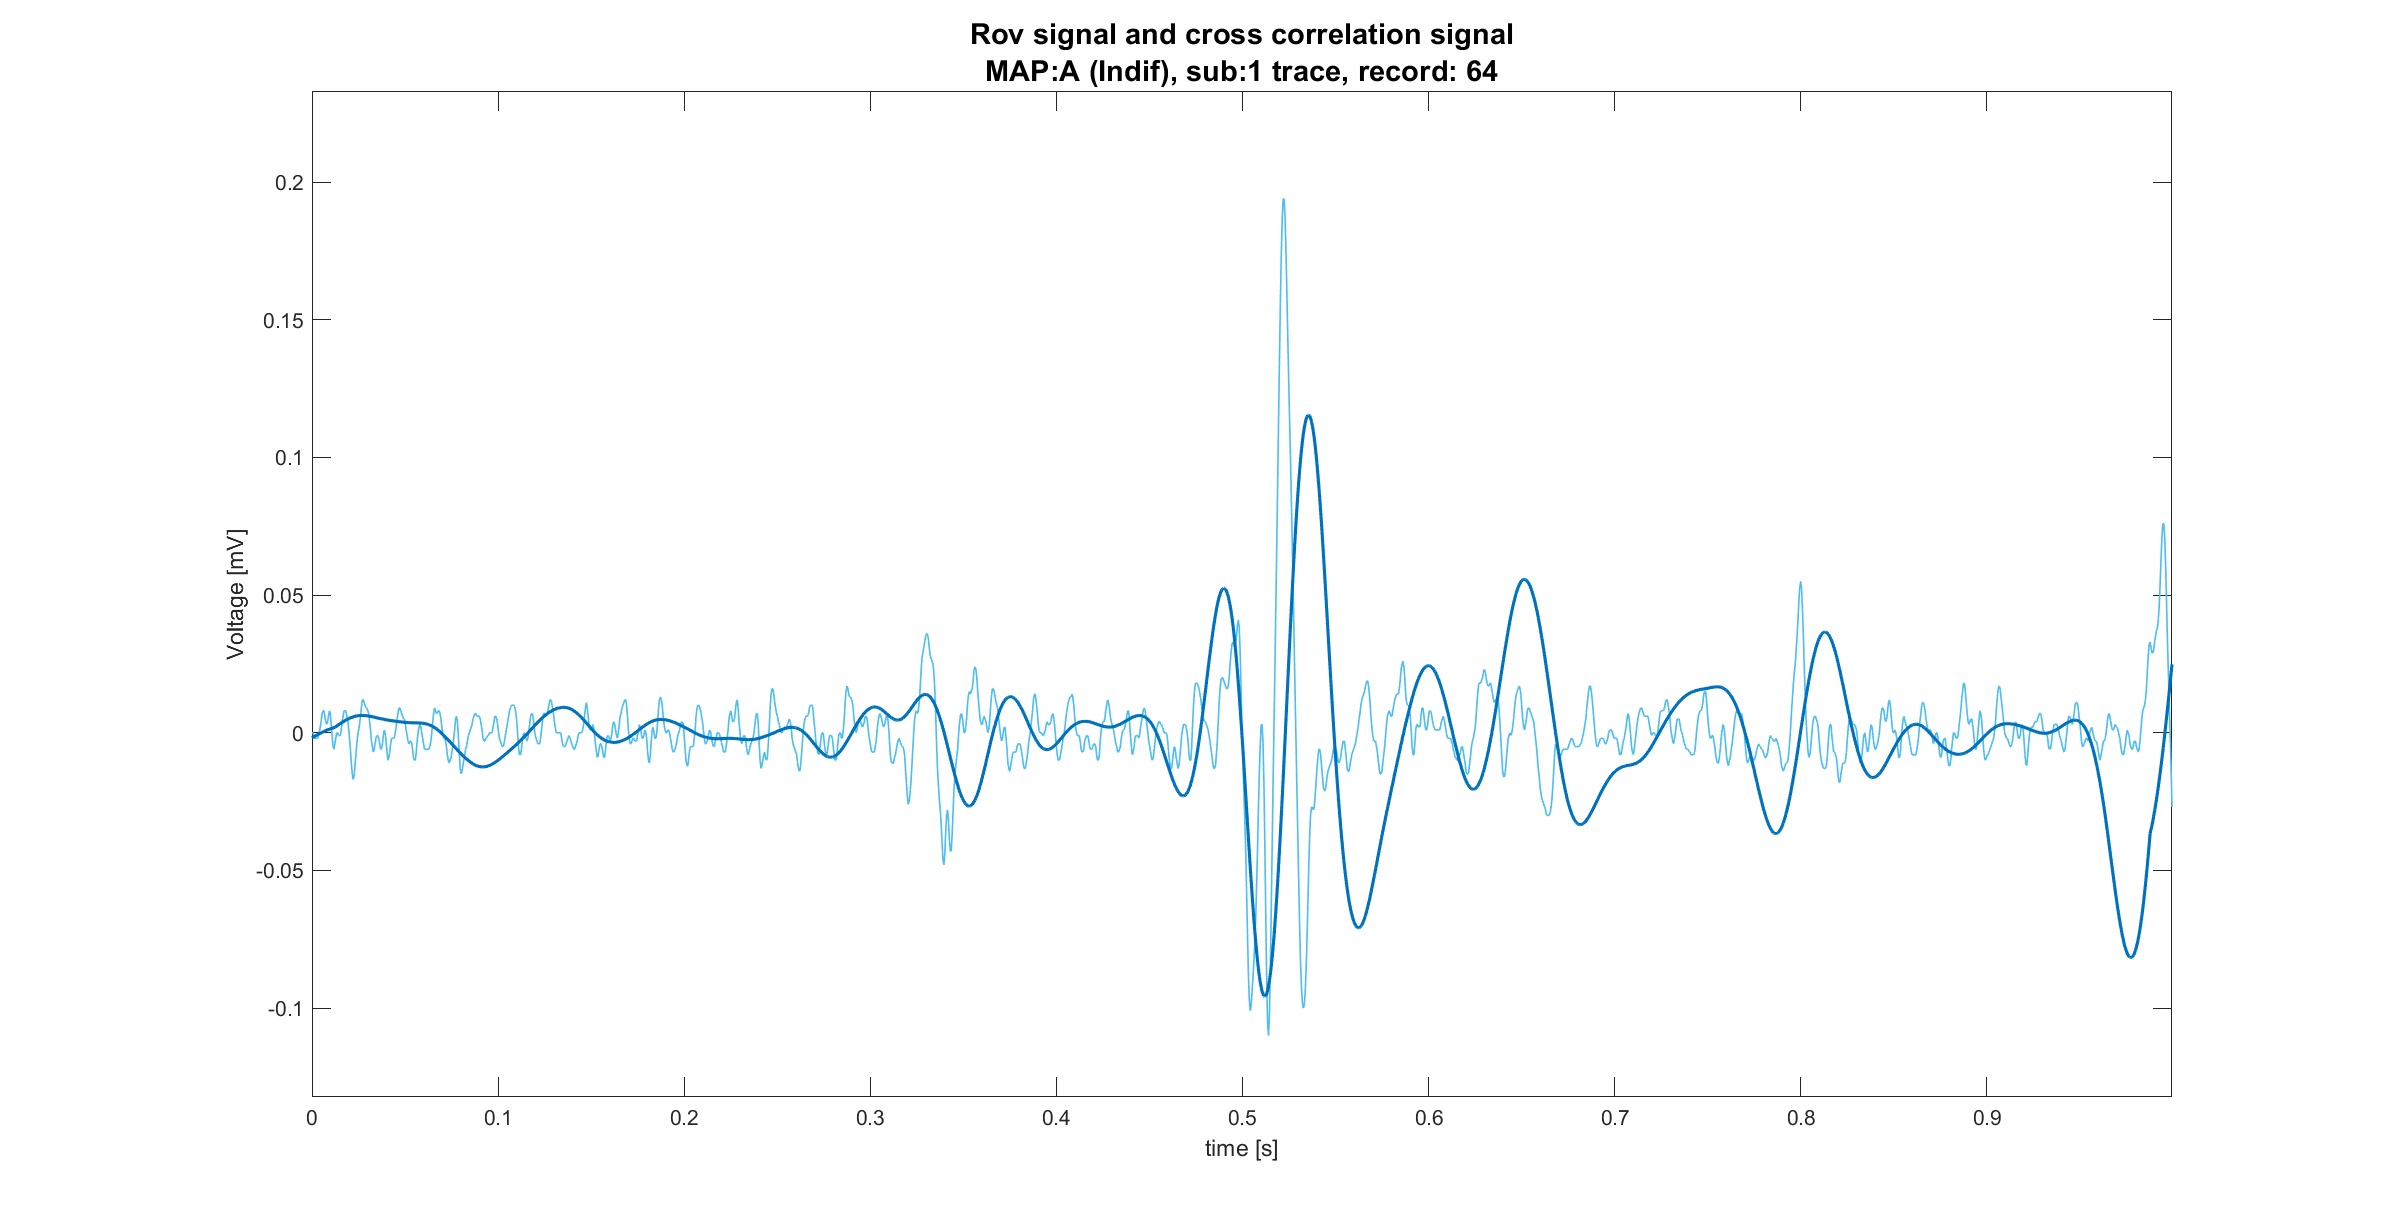 Rov signal and cross correlation signal
MAP:A (Indif), sub:1 trace, record: 64
Voltage [mV]
0.2
0.15
0.1
0.05
0
-0.05
-0.1
0 0.1 0.2 0.3 0.4 0.5 0.6 0.7 0.8 0.9
time [s]